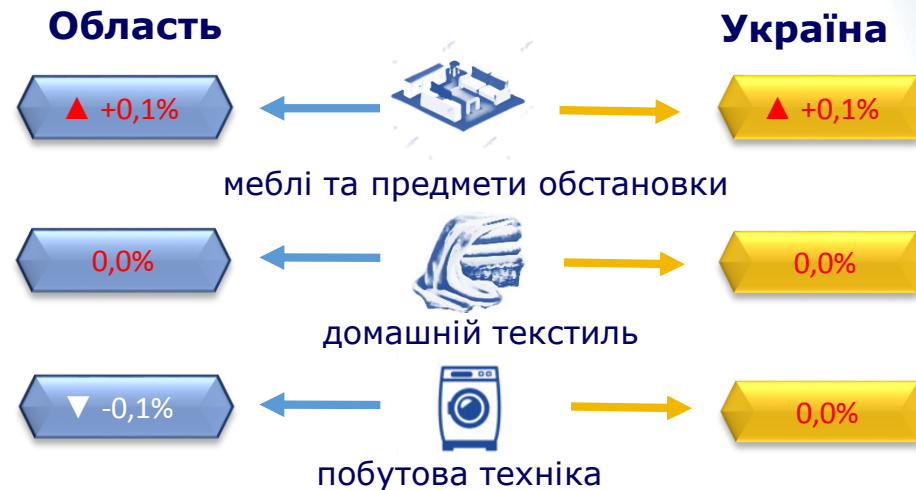 Область
Україна
▲ +0,1%
▲ +0,1%
меблі та предмети обстановки
0,0%
0,0%
домашній текстиль
▼ -0,1%
0,0%
побутова техніка